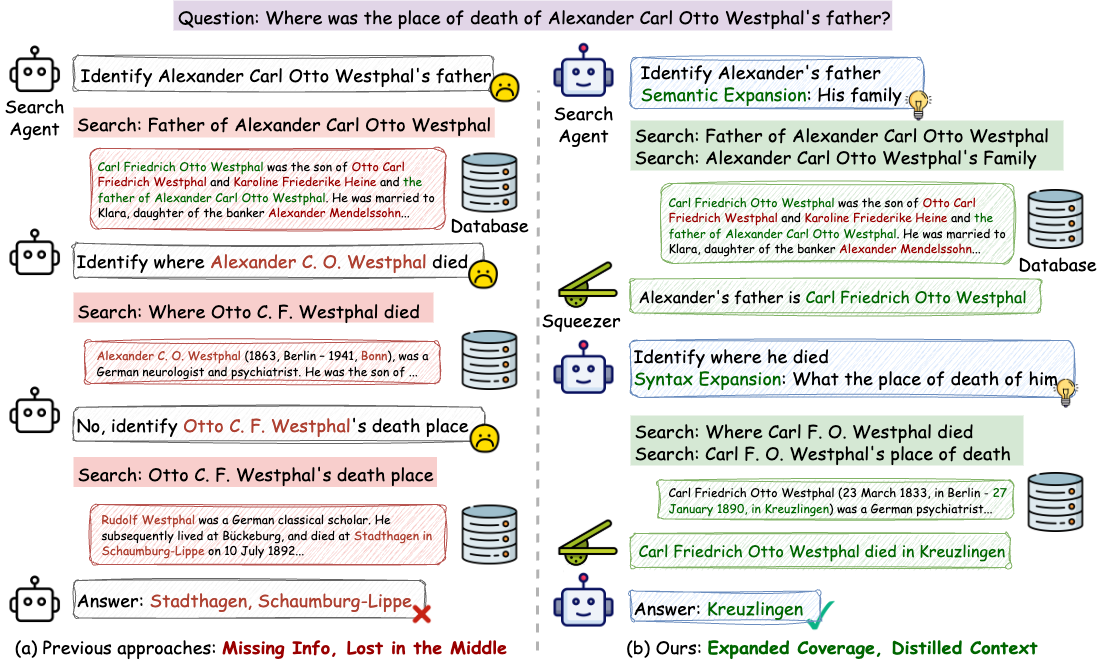 Question: Where was the place of death of Alexander Carl Otto Westphal's father?
Identify Alexander Carl Otto Westphal's father
Search
Agent
Search: Father of Alexander Carl Otto Westphal
Carl Friedrich Otto Westphal was the son of Otto Carl
Friedrich Westphal and Karoline Friederike Heine and the
father of Alexander Carl Otto Westphal. He was married to
Klara, daughter of the banker Alexander Mendelssohn...
Database
Identify where Alexander C. O. Westphal died
Search: Where Otto C. F. Westphal died
Alexander C. O. Westphal (1863, Berlin – 1941, Bonn), was a
German neurologist and psychiatrist. He was the son of ...
No, identify Otto C. F. Westphal's death place
Search: Otto C. F. Westphal's death place
Rudolf Westphal was a German classical scholar. He
subsequently lived at Bückeburg, and died at Stadthagen in
Schaumburg-Lippe on 10 July 1892...
Answer: Stadthagen, Schaumburg-Lippe
(a) Previous approaches: Missing Info, Lost in the Middle
Identify Alexander's father
Semantic Expansion: His family
Search
Agent
Search: Father of Alexander Carl Otto Westphal
Search: Alexander Carl Otto Westphal's Family
Carl Friedrich Otto Westphal was the son of Otto Carl
Friedrich Westphal and Karoline Friederike Heine and the
father of Alexander Carl Otto Westphal. He was married to
Klara, daughter of the banker Alexander Mendelssohn...
Database
Squeezer
Alexander's father is Carl Friedrich Otto Westphal
Identify where he died
Syntax Expansion: What the place of death of him
Search: Where Carl F. O. Westphal died
Search: Carl F. O. Westphal's place of death
Carl Friedrich Otto Westphal (23 March 1833, in Berlin - 27
January 1890, in Kreuzlingen) was a German psychiatrist...
Carl Friedrich Otto Westphal died in Kreuzlingen
Answer: Kreuzlingen
(b) Ours: Expanded Coverage, Distilled Context